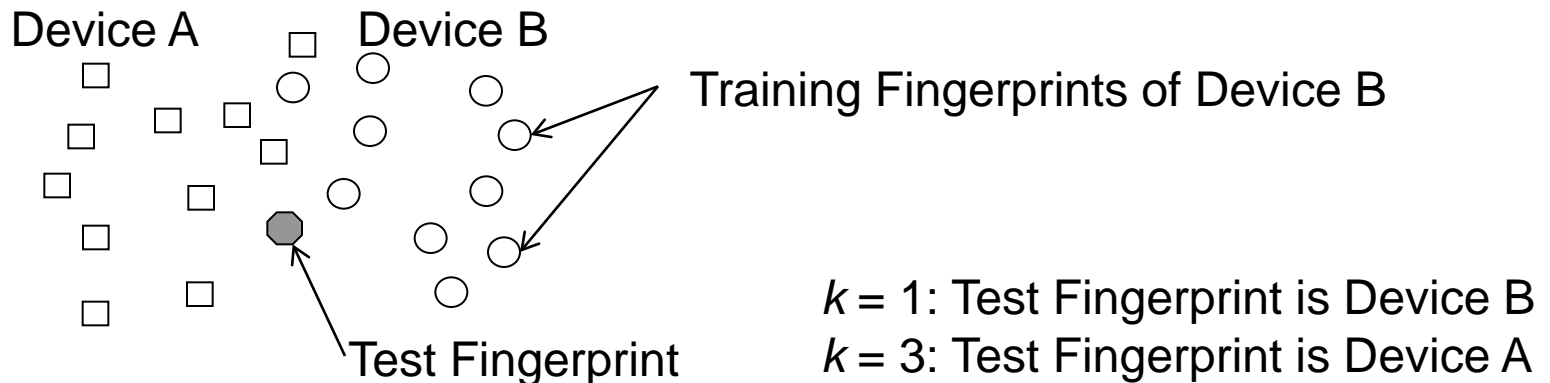 Device A
Device B
Training Fingerprints of Device B
k = 1: Test Fingerprint is Device B
k = 3: Test Fingerprint is Device A
Test Fingerprint